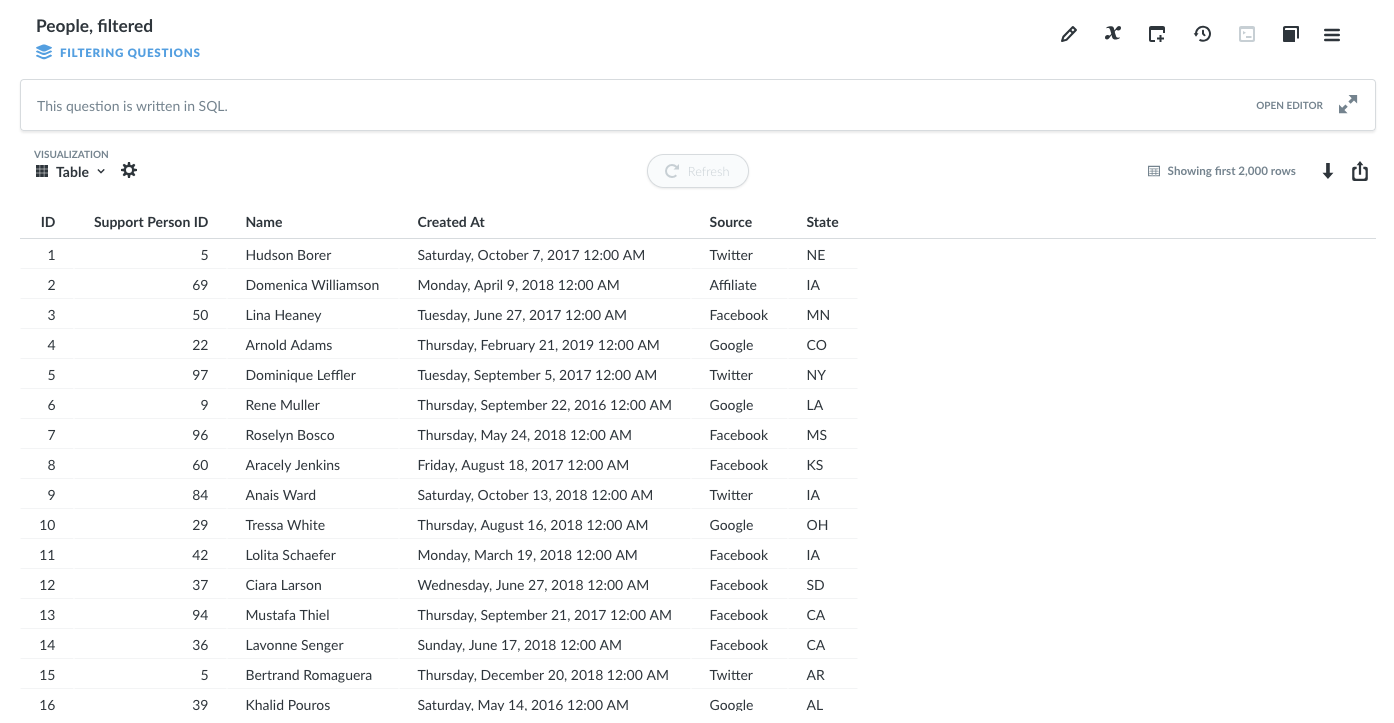 People, filtered
FILTERING QUESTIONS
This question is written in SQL.
OPEN EDITOR
VISUALIZATION
Table
Refresh
Showing first 2,000 rows
ID Support Person ID Name Created At Source State
1 5 Hudson Borer Saturday, October 7, 2017 12:00 AM Twitter NE
2 69 Domenica Williamson Monday, April 9, 2018 12:00 AM Affiliate IA
3 50 Lina Heaney Tuesday, June 27, 2017 12:00 AM Facebook MN
4 22 Arnold Adams Thursday, February 21, 2019 12:00 AM Google CO
5 97 Dominique Leffler Tuesday, September 5, 2017 12:00 AM Twitter NY
6 9 Rene Muller Thursday, September 22, 2016 12:00 AM Google LA
7 96 Roselyn Bosco Thursday, May 24, 2018 12:00 AM Facebook MS
8 60 Aracely Jenkins Friday, August 18, 2017 12:00 AM Facebook KS
9 84 Anais Ward Saturday, October 13, 2018 12:00 AM Twitter IA
10 29 Tressa White Thursday, August 16, 2018 12:00 AM Google OH
11 42 Lolita Schaefer Monday, March 19, 2018 12:00 AM Facebook IA
12 37 Ciara Larson Wednesday, June 27, 2018 12:00 AM Facebook SD
13 94 Mustafa Thiel Thursday, September 21, 2017 12:00 AM Facebook CA
14 36 Lavonne Senger Sunday, June 17, 2018 12:00 AM Facebook CA
15 5 Bertrand Romaguera Thursday, December 20, 2018 12:00 AM Twitter AR
16 39 Khalid Pouros Saturday, May 14, 2016 12:00 AM Google AL